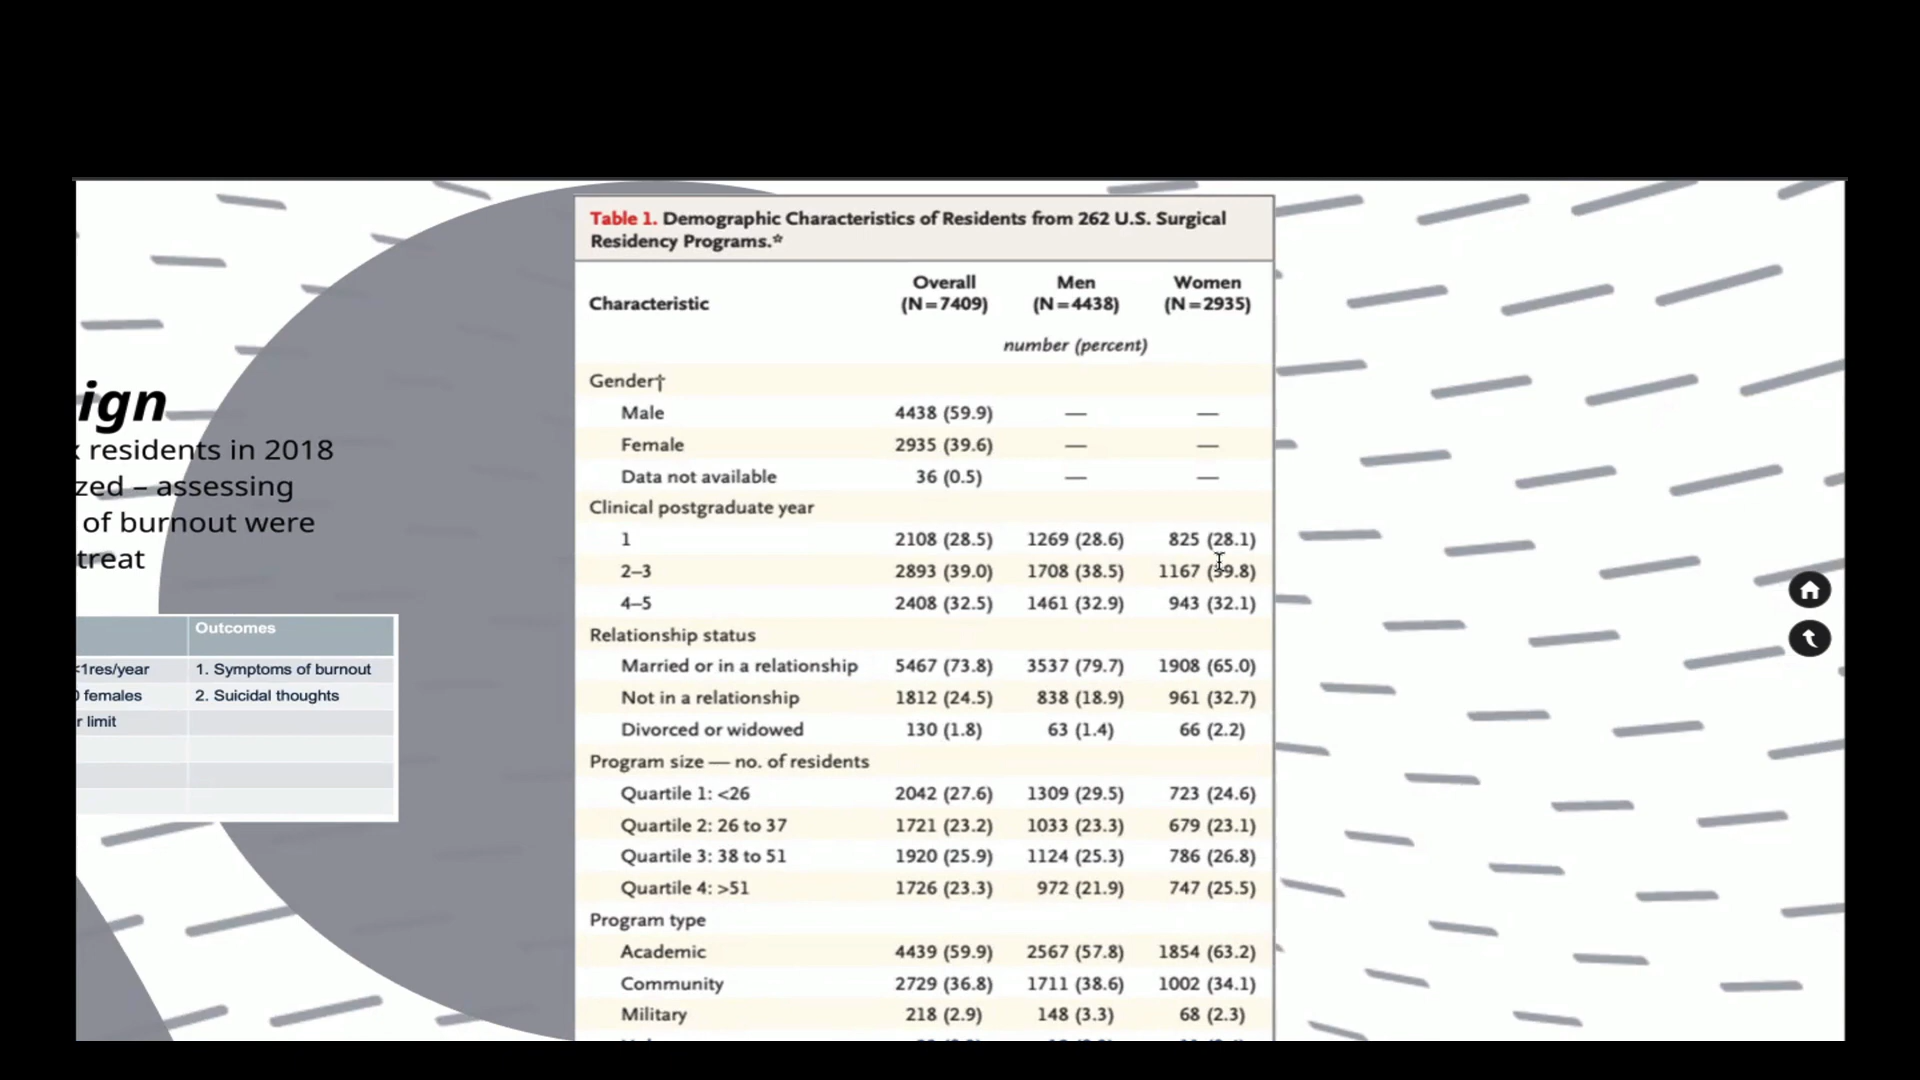 ign
residents in 2018
zed – assessing
of burnout were
treat
Outcomes
<1res/year 1. Symptoms of burnout
females 2. Suicidal thoughts
r limit
Table 1. Demographic Characteristics of Residents from 262 U.S. Surgical
Residency Programs.*
Characteristic Overall (N=7409) Men (N=4438) Women (N=2935)
number (percent)
Gender†
Male 4438 (59.9) — —
Female 2935 (39.6) — —
Data not available 36 (0.5) — —
Clinical postgraduate year
1 2108 (28.5) 1269 (28.6) 825 (28.1)
2–3 2893 (39.0) 1708 (38.5) 1167 (39.8)
4–5 2408 (32.5) 1461 (32.9) 943 (32.1)
Relationship status
Married or in a relationship 5467 (73.8) 3537 (79.7) 1908 (65.0)
Not in a relationship 1812 (24.5) 838 (18.9) 961 (32.7)
Divorced or widowed 130 (1.8) 63 (1.4) 66 (2.2)
Program size — no. of residents
Quartile 1: <26 2042 (27.6) 1309 (29.5) 723 (24.6)
Quartile 2: 26 to 37 1721 (23.2) 1033 (23.3) 679 (23.1)
Quartile 3: 38 to 51 1920 (25.9) 1124 (25.3) 786 (26.8)
Quartile 4: >51 1726 (23.3) 972 (21.9) 747 (25.5)
Program type
Academic 4439 (59.9) 2567 (57.8) 1854 (63.2)
Community 2729 (36.8) 1711 (38.6) 1002 (34.1)
Military 218 (2.9) 148 (3.3) 68 (2.3)